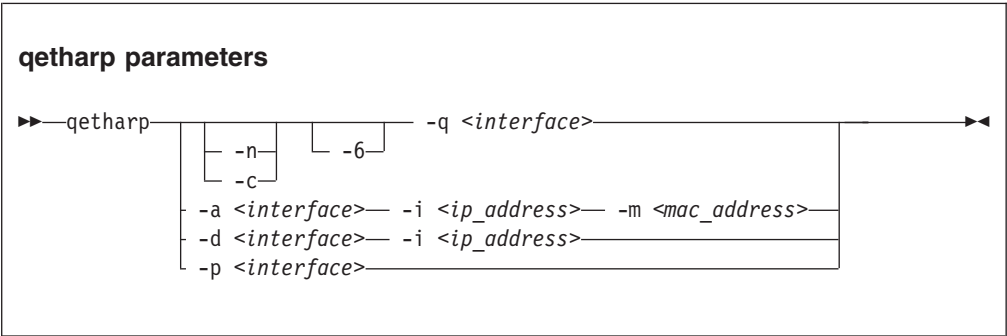 qetharp parameters
qetharp -q <interface>
-n -6
-c
-a <interface> -i <ip_address> -m <mac_address>
-d <interface> -i <ip_address>
-p <interface>